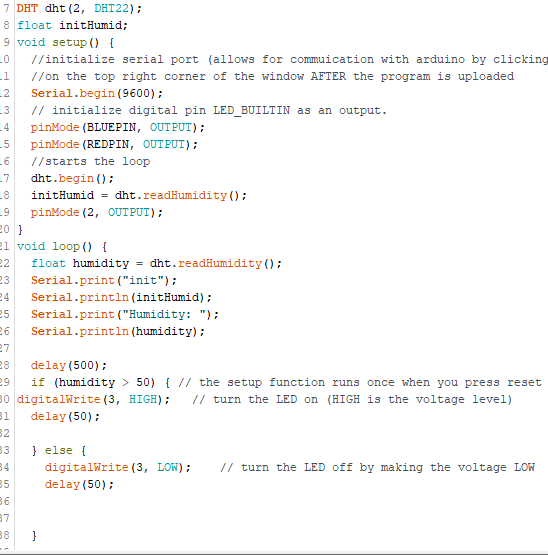 7 DHT dht(2, DHT22);
8 float initHumid;
9 void setup() {
10 //initialize serial port (allows for commuication with arduino by clicking
11 //on the top right corner of the window AFTER the program is uploaded
12 Serial.begin(9600);
13 // initialize digital pin LED_BUILTIN as an output.
14 pinMode(BLUEPIN, OUTPUT);
15 pinMode(REDPIN, OUTPUT);
16 //starts the loop
17 dht.begin();
18 initHumid = dht.readHumidity();
19 pinMode(2, OUTPUT);
20 }
21 void loop() {
22 float humidity = dht.readHumidity();
23 Serial.print("init");
24 Serial.println(initHumid);
25 Serial.print("Humidity: ");
26 Serial.println(humidity);
27
28 delay(500);
29 if (humidity > 50) { // the setup function runs once when you press reset
30 digitalWrite(3, HIGH); // turn the LED on (HIGH is the voltage level)
31 delay(50);
32
33 } else {
34 digitalWrite(3, LOW); // turn the LED off by making the voltage LOW
35 delay(50);
36
37
38 }